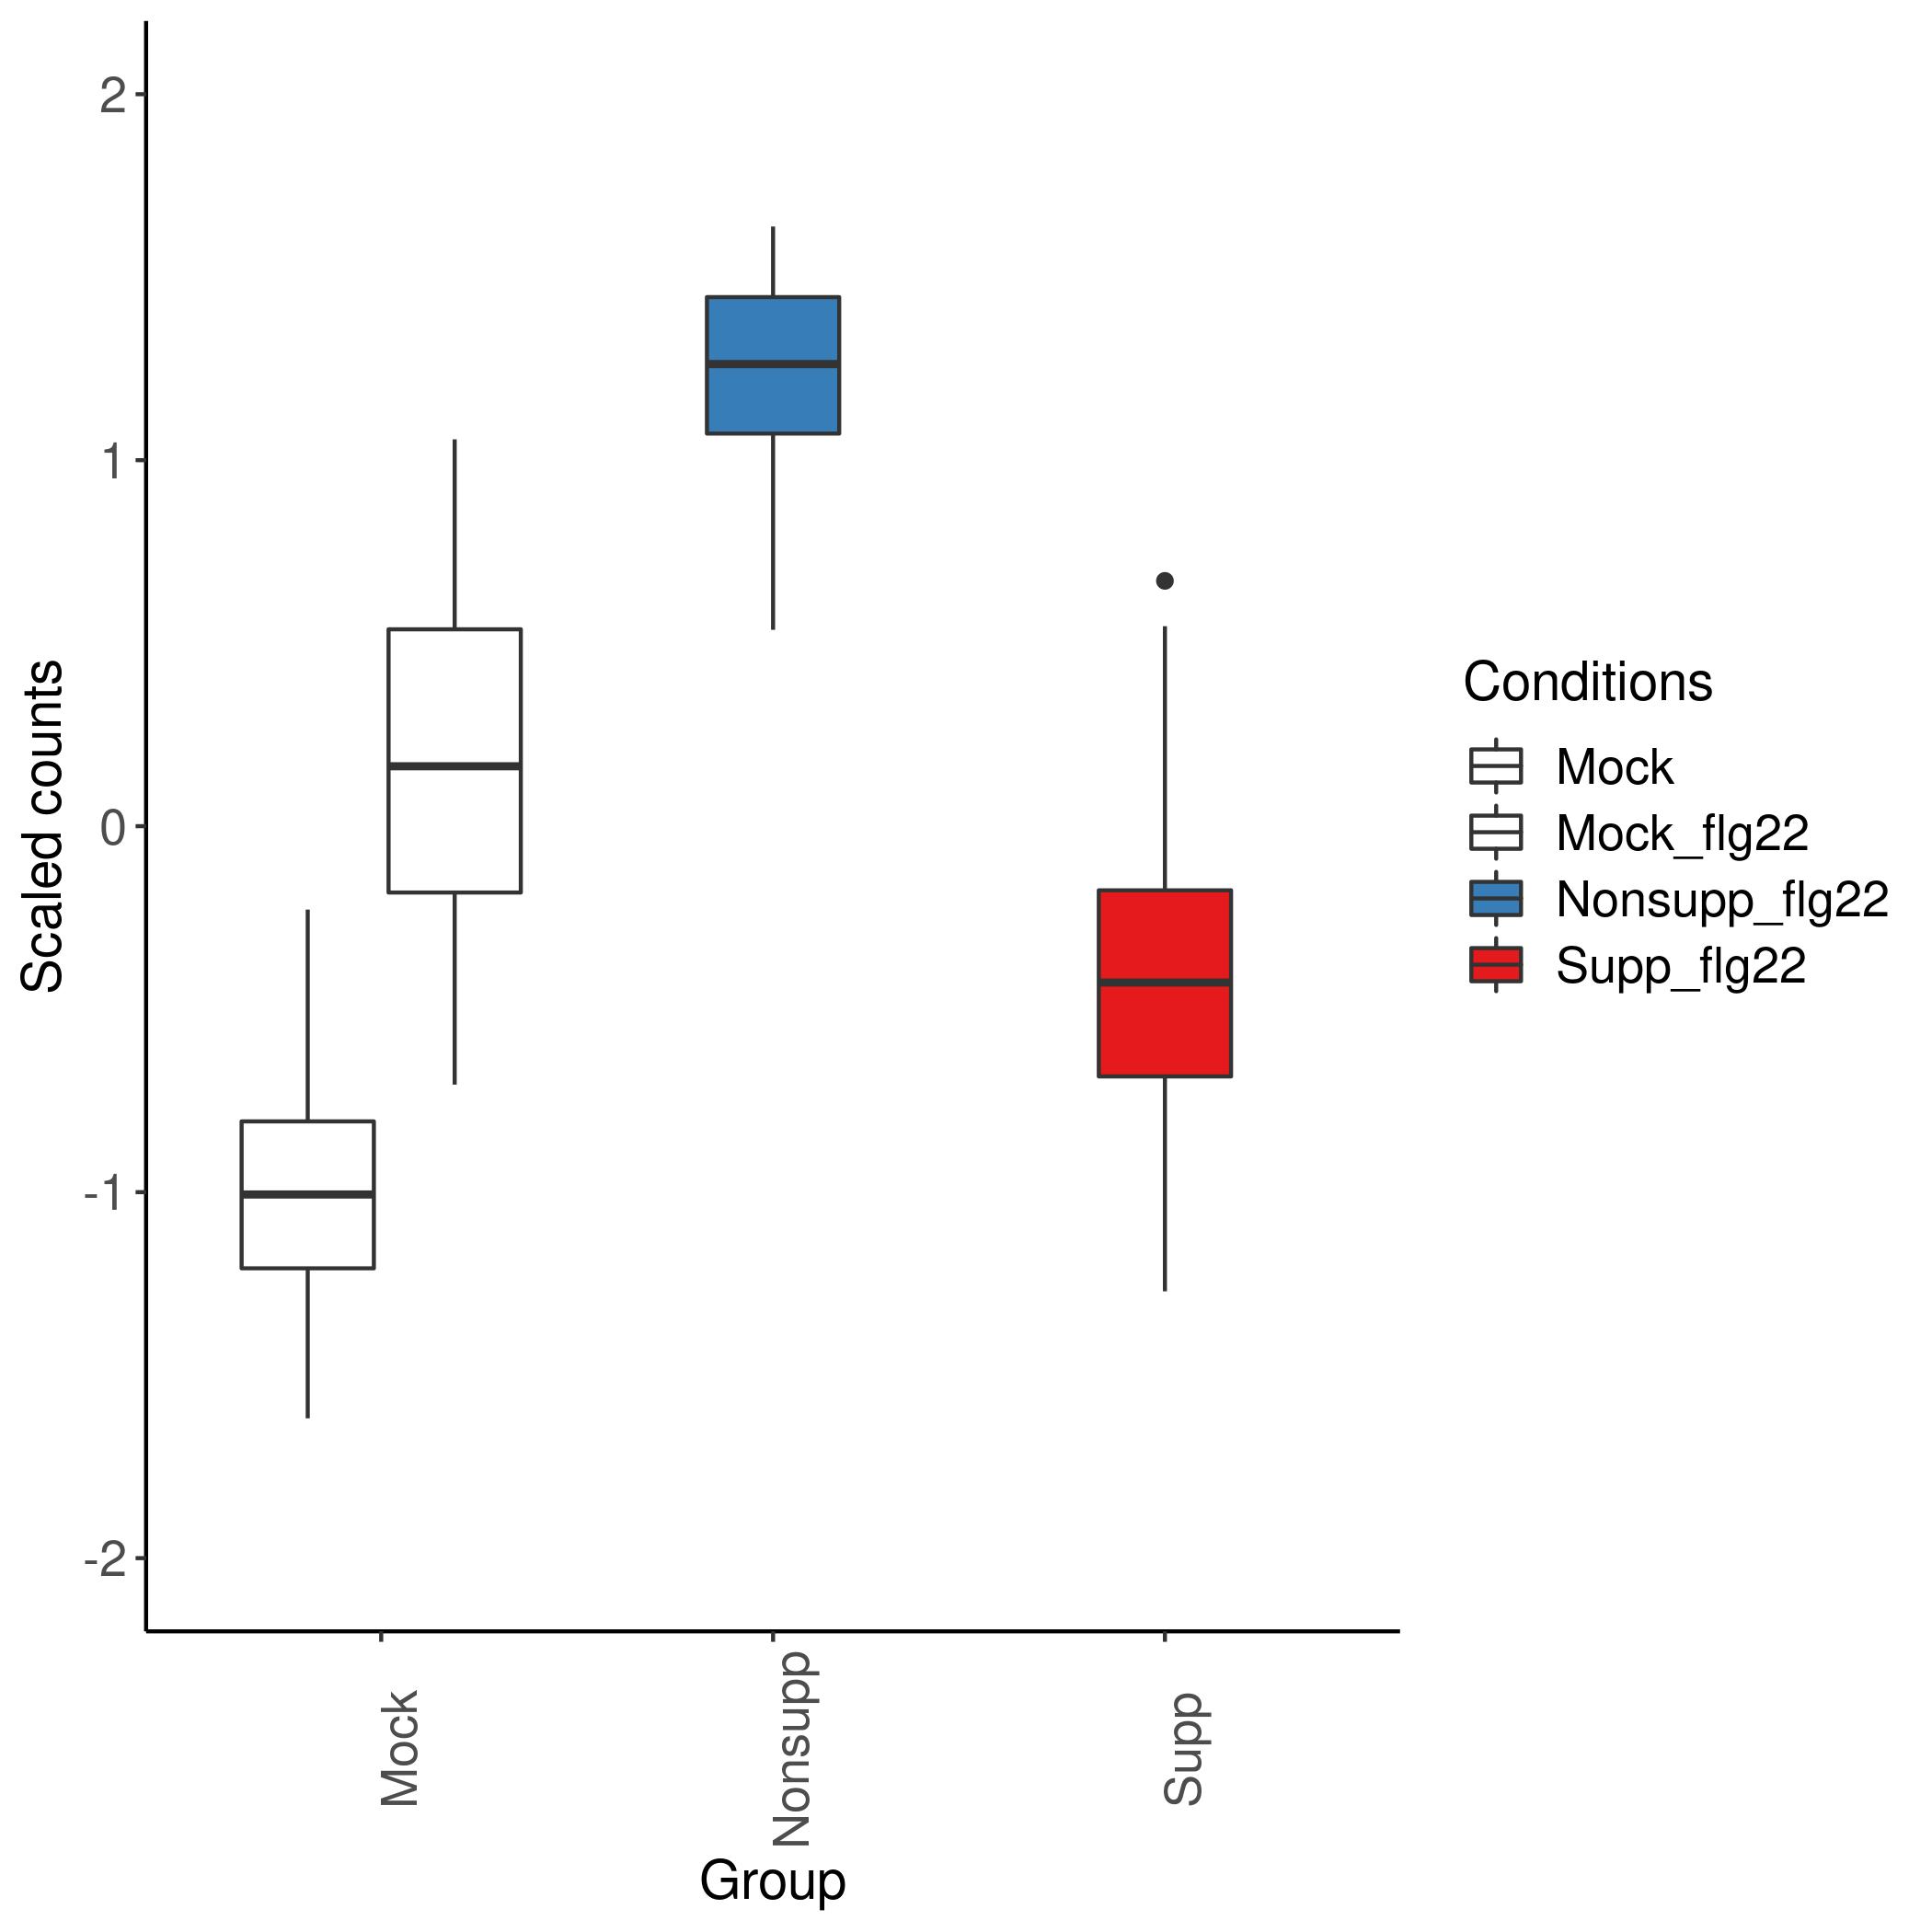 Scaled counts
2
1
0
-1
-2
Mock
Nonsupp
Supp
Group
Conditions
Mock
Mock_flg22
Nonsupp_flg22
Supp_flg22